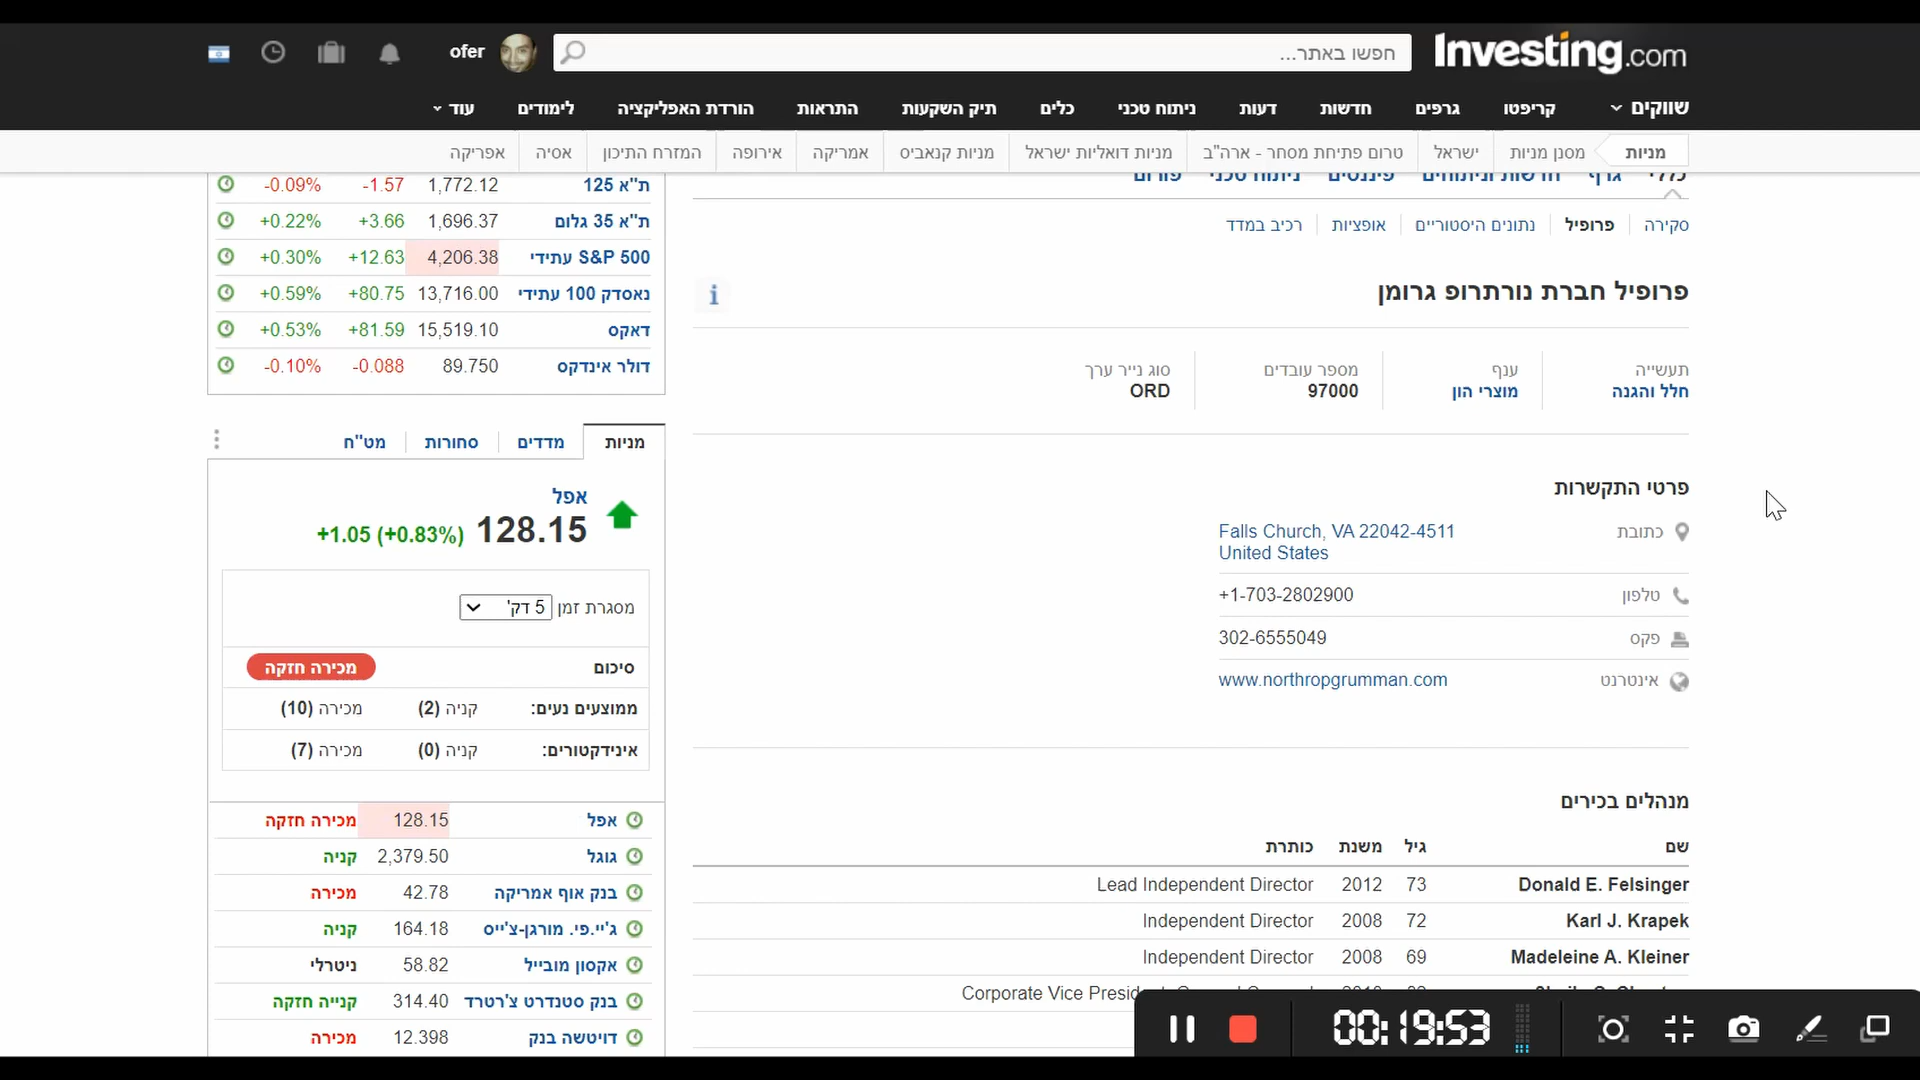 Investing.com
חפשו באתר...
ofer
שווקים קריפטו גרפים חדשות דעות ניתוח טכני כלים תיק השקעות התראות הורדת האפליקציה לימודים עוד
מניות מסנן מניות ישראל טרום פתיחת מסחר - ארה"ב מניות דואליות ישראל מניות קנאביס אמריקה אירופה המזרח התיכון אסיה אפריקה
כללי גרף חדשות וניתוחים פיננסים ניתוח טכני פורום
סקירה פרופיל נתונים היסטוריים אופציות רכיב במדד
פרופיל חברת נורתרופ גרומן
תעשייה ענף מספר עובדים סוג נייר ערך
חלל והגנה מוצרי הון 97000 ORD
פרטי התקשרות
כתובת Falls Church, VA 22042-4511
United States
טלפון +1-703-2802900
פקס 302-6555049
אינטרנט www.northropgrumman.com
מנהלים בכירים
שם גיל משנת כותרת
Donald E. Felsinger 73 2012 Lead Independent Director
Karl J. Krapek 72 2008 Independent Director
Madeleine A. Kleiner 69 2008 Independent Director
Corporate Vice
ת"א 125 1,772.12 -1.57 -0.09%
ת"א 35 גלום 1,696.37 +3.66 +0.22%
S&P 500 עתידי 4,206.38 +12.63 +0.30%
נאסדק 100 עתידי 13,716.00 +80.75 +0.59%
דאקס 15,519.10 +81.59 +0.53%
דולר אינדקס 89.750 -0.088 -0.10%
מניות מדדים סחורות מט"ח
אפל
128.15 +1.05 (+0.83%)
מסגרת זמן 5 דק'
סיכום מכירה חזקה
ממוצעים נעים: קניה (2) מכירה (10)
אינידקטורים: קניה (0) מכירה (7)
אפל 128.15 מכירה חזקה
גוגל 2,379.50 קניה
בנק אוף אמריקה 42.78 מכירה
ג'יי.פי. מורגן-צ'ייס 164.18 קניה
אקסון מובייל 58.82 ניטרלי
בנק סטנדרט צ'רטרד 314.40 קנייה חזקה
דויטשה בנק 12.398 מכירה
00:19:53